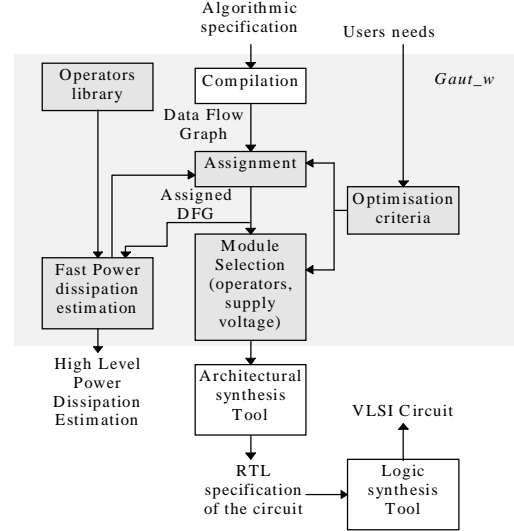 Algorithmic
specification
Users needs
Operators
library
Compilation
Gaut_w
Data Flow
Graph
Assignment
Assigned
DFG
Optimisation
criteria
Fast Power
dissipation
estimation
Module
Selection
(operators,
supply
voltage)
High Level
Power
Dissipation
Estimation
Architectural
synthesis
Tool
VLSI Circuit
RTL
specification
of the circuit
Logic
synthesis
Tool